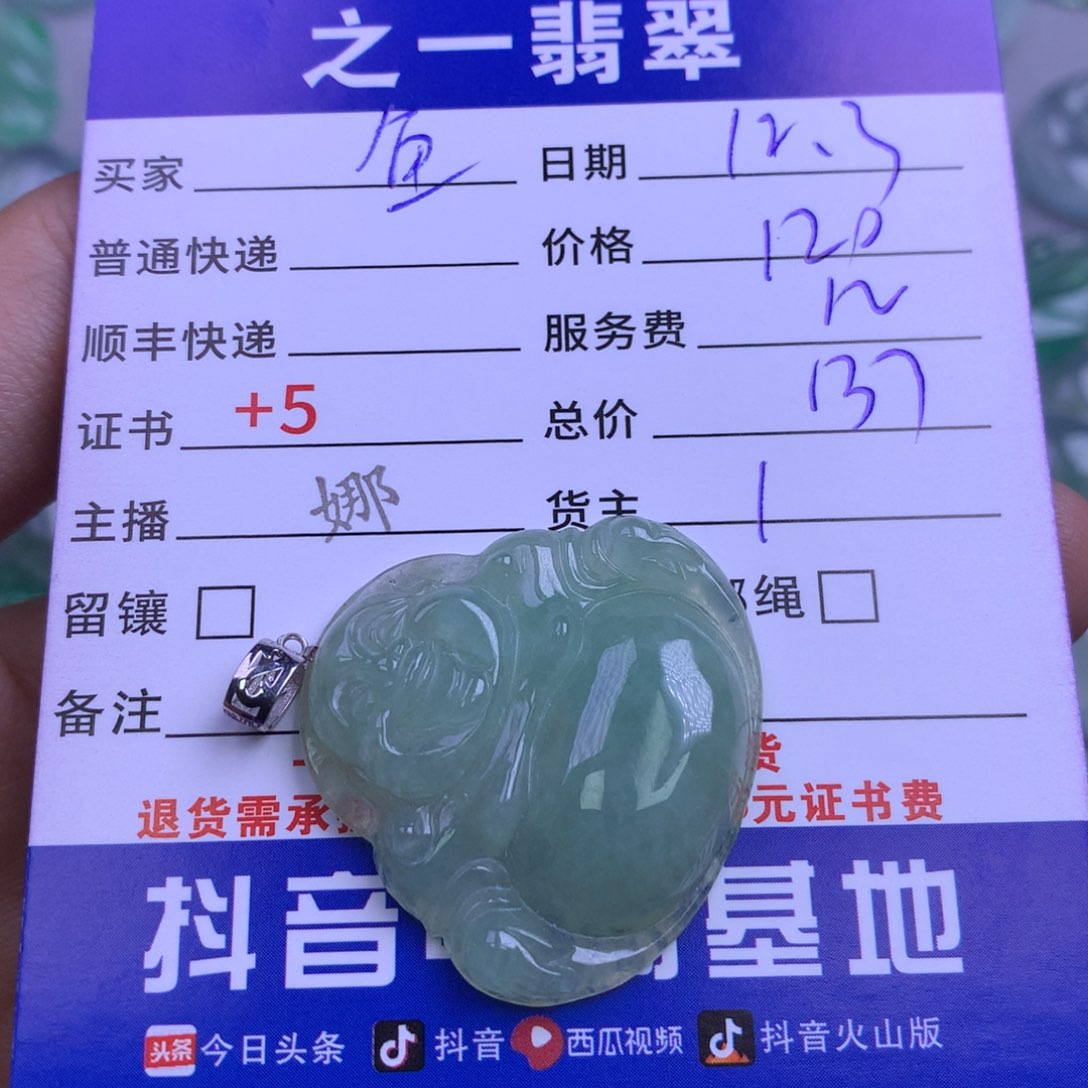 之一翡翠
买家 鱼 日期 12.3
普通快递 价格 120
顺丰快递 服务费 12
证书 +5 总价 137
主播 娜 货主 1
留镶 绳
备注
货
退货需承 元证书费
抖音 基地
头条 今日头条 抖音 西瓜视频 抖音火山版